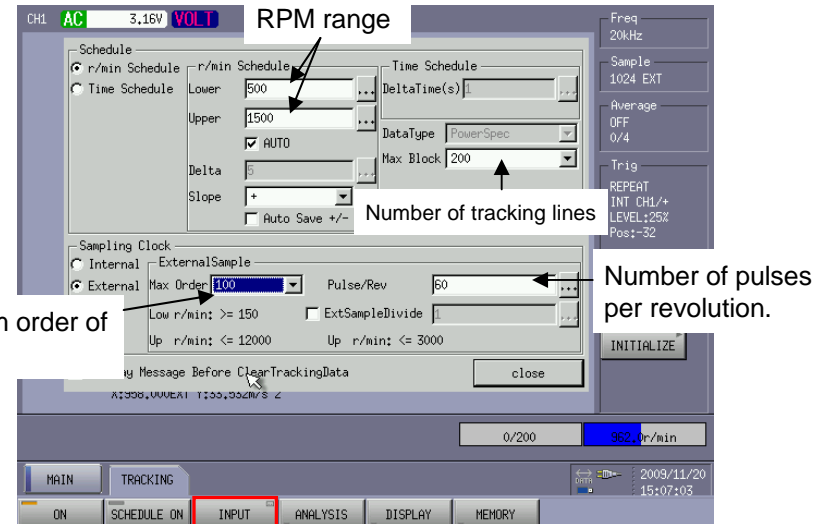 CH1 AC 3.16V VOLT
RPM range
Freq
20kHz
Sample
1024 EXT
Average
OFF
0/4
Trig
REPEAT
INT CH1/+
LEVEL:25%
Pos:-32
INITIALIZE
Schedule
r/min Schedule
Time Schedule
r/min Schedule
Lower 500 ...
Upper 1500 ...
AUTO
Delta 5 ...
Slope +
Auto Save +/-
Time Schedule
DeltaTime(s) 1 ...
DataType PowerSpec
Max Block 200
Number of tracking lines
Sampling Clock
Internal
External
ExternalSample
Max Order 100
Pulse/Rev 60 ...
Low r/min: >= 150
ExtSampleDivide 1 ...
Up r/min: <= 12000
Up r/min: <= 3000
Number of pulses
per revolution.
order of
Message Before ClearTrackingData
close
0/200
962.0r/min
MAIN
TRACKING
DATA
2009/11/20
15:07:03
ON
SCHEDULE ON
INPUT
ANALYSIS
DISPLAY
MEMORY